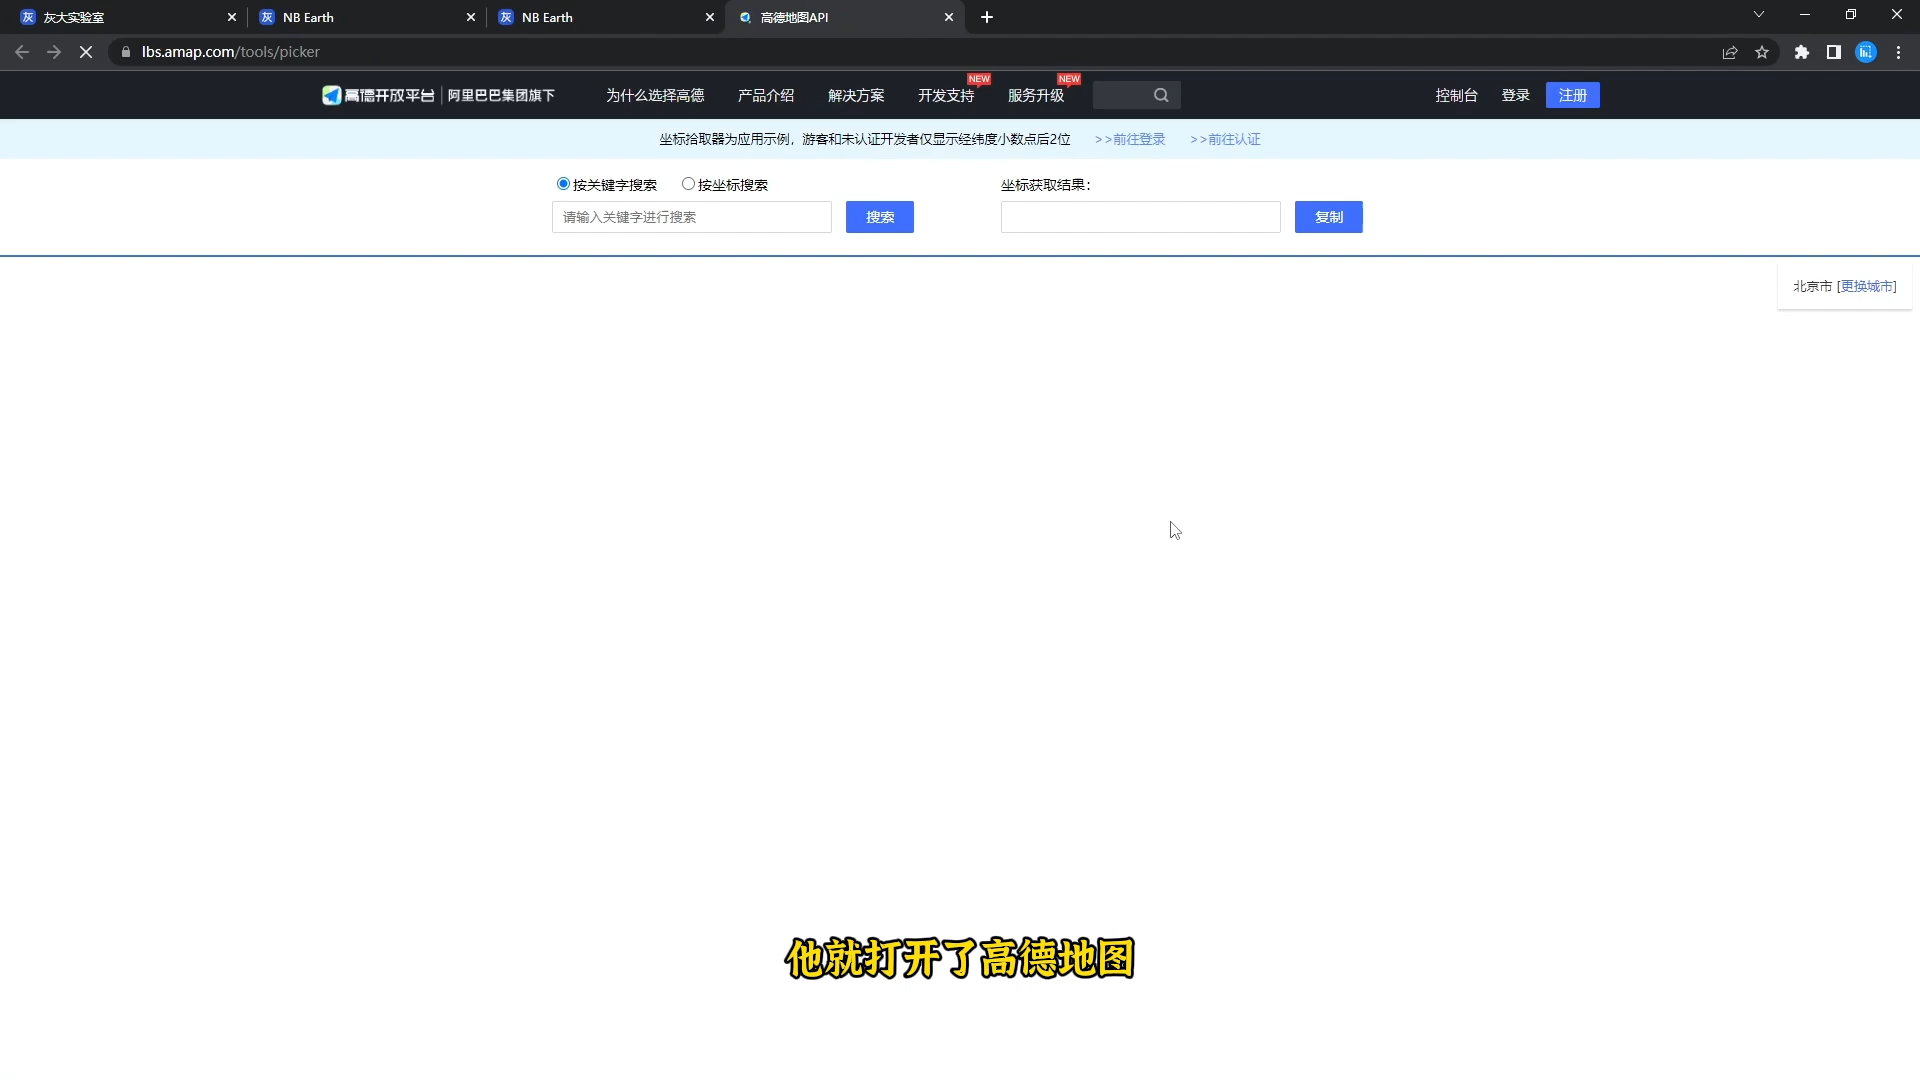 灰大实验室
NB Earth
NB Earth
高德地图API
lbs.amap.com/tools/picker
高德开放平台 | 阿里巴巴集团旗下
为什么选择高德
产品介绍
解决方案
开发支持
NEW
服务升级
NEW
控制台
登录
注册
坐标拾取器为应用示例，游客和未认证开发者仅显示经纬度小数点后2位 >>前往登录 >>前往认证
按关键字搜索
按坐标搜索
坐标获取结果：
请输入关键字进行搜索
搜索
复制
北京市 [更换城市]
他就打开了高德地图